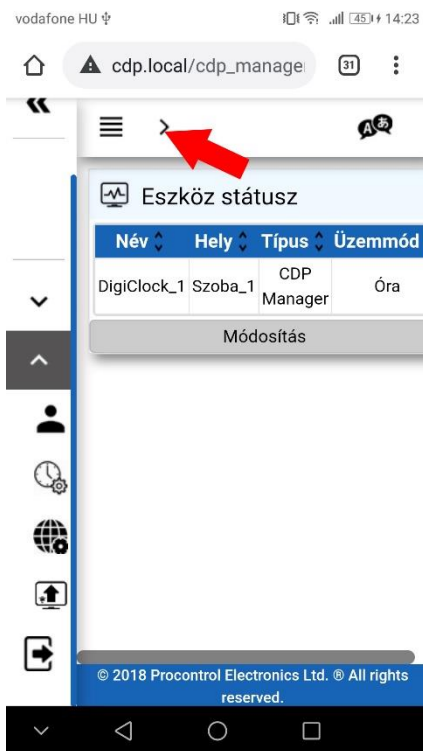 vodafone HU 45 14:23
cdp.local/cdp_manage 31
Eszköz státusz
Név Hely Típus Üzemmód
DigiClock_1 Szoba_1 CDP Manager Óra
Módosítás
© 2018 Procontrol Electronics Ltd. ® All rights
reserved.